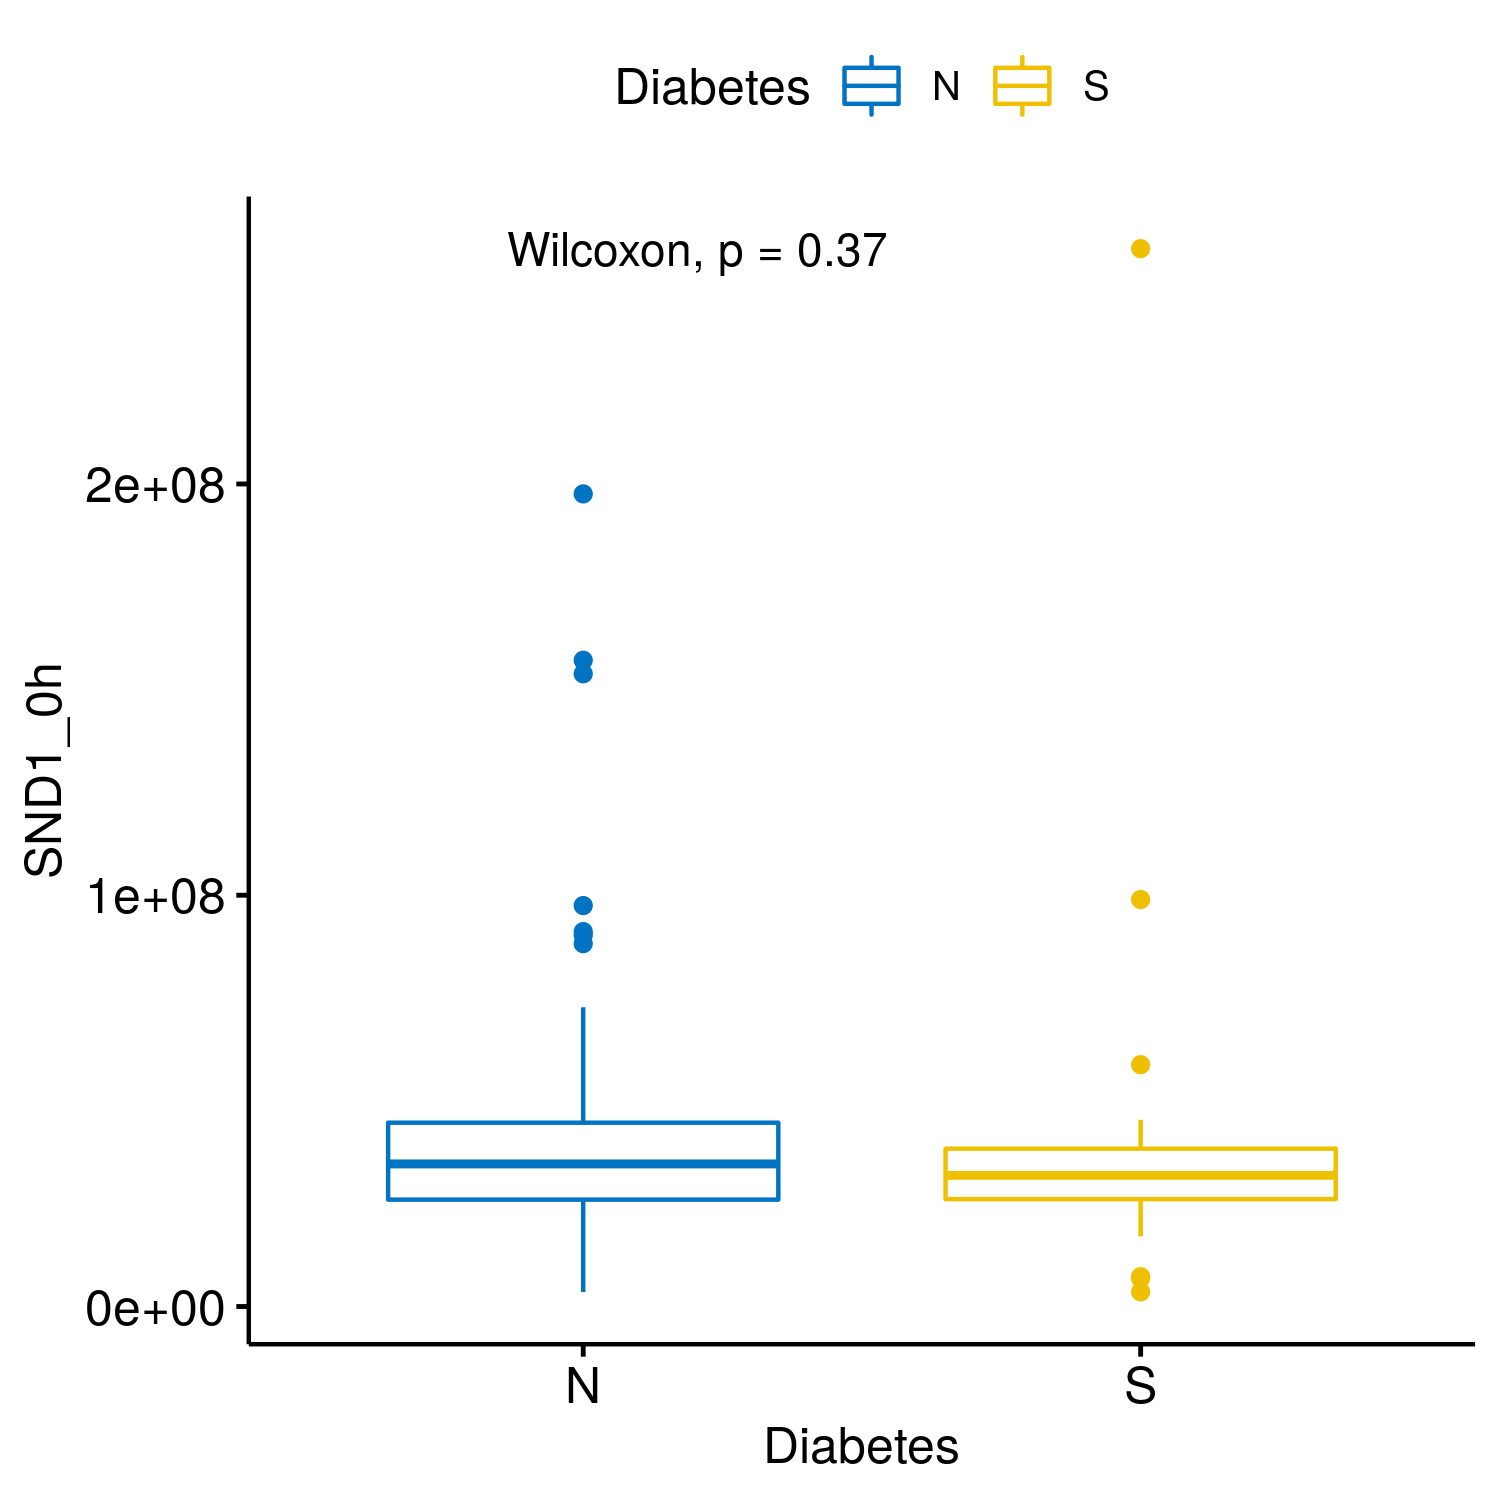 Diabetes N S
Wilcoxon, p = 0.37
SND1_0h
2e+08
1e+08
0e+00
N S
Diabetes